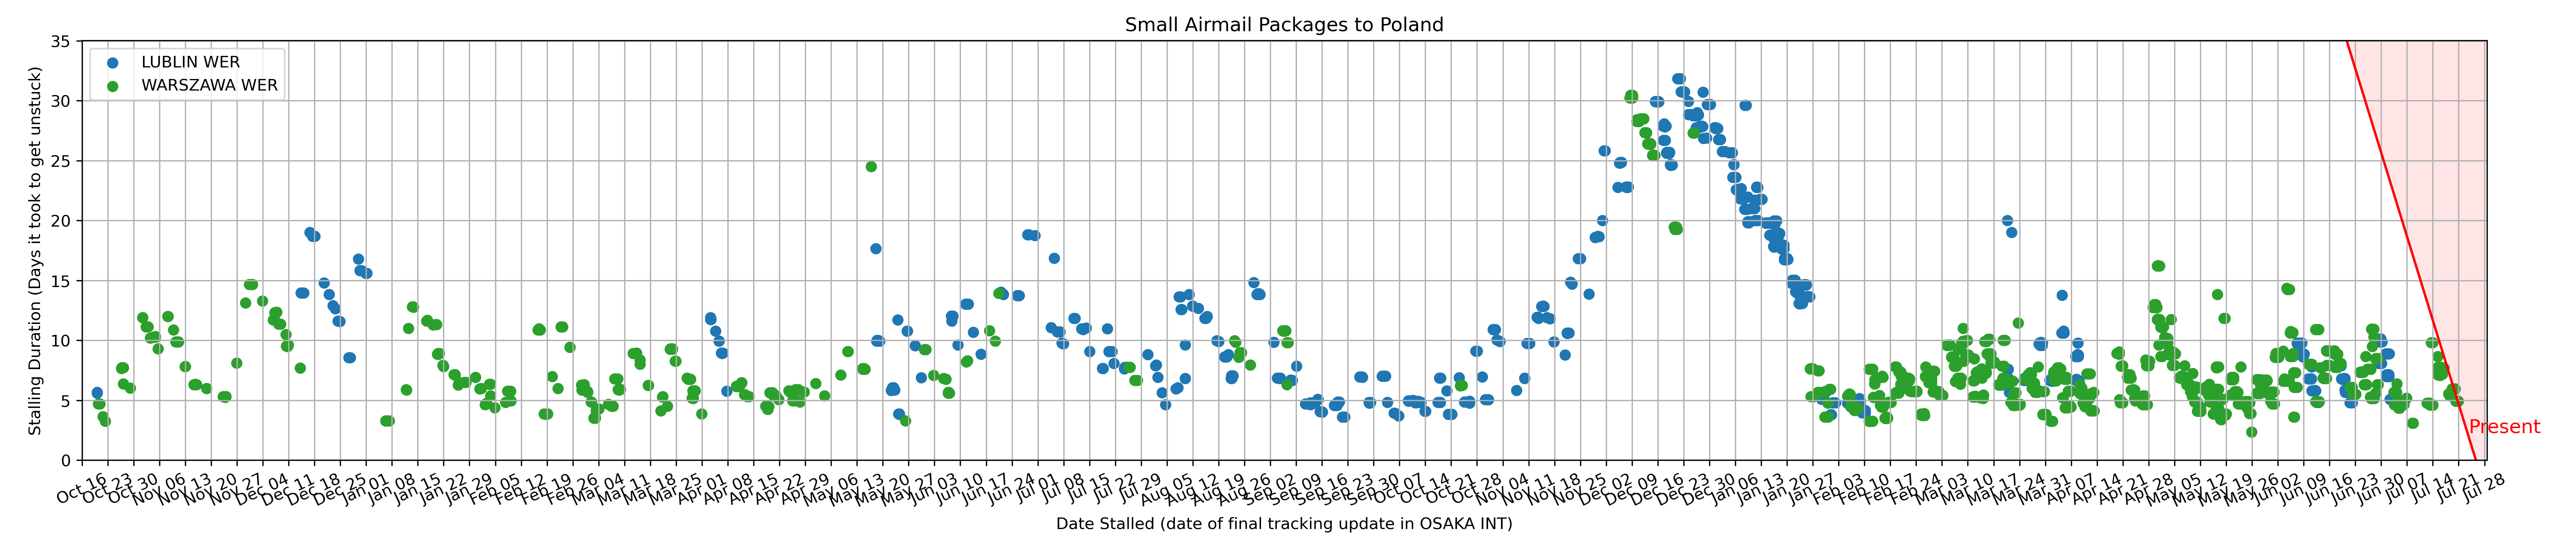 Small Airmail Packages to Poland
LUBLIN WER
WARSZAWA WER
Stalling Duration (Days it took to get unstuck)
35
30
25
20
15
10
5
0
Present
Oct 16
Oct 23
Oct 30
Nov 06
Nov 13
Nov 20
Nov 27
Dec 04
Dec 11
Dec 18
Dec 25
Jan 01
Jan 08
Jan 15
Jan 22
Jan 29
Feb 05
Feb 12
Feb 19
Feb 26
Mar 04
Mar 11
Mar 18
Mar 25
Apr 01
Apr 08
Apr 15
Apr 22
Apr 29
May 06
May 13
May 20
May 27
Jun 03
Jun 10
Jun 17
Jun 24
Jul 01
Jul 08
Jul 15
Jul 22
Jul 29
Aug 05
Aug 12
Aug 19
Aug 26
Sep 02
Sep 09
Sep 16
Sep 23
Sep 30
Oct 07
Oct 14
Oct 21
Oct 28
Nov 04
Nov 11
Nov 18
Nov 25
Dec 02
Dec 09
Dec 16
Dec 23
Dec 30
Jan 06
Jan 13
Jan 20
Jan 27
Feb 03
Feb 10
Feb 17
Feb 24
Mar 03
Mar 10
Mar 17
Mar 24
Mar 31
Apr 07
Apr 14
Apr 21
Apr 28
May 05
May 12
May 19
May 26
Jun 02
Jun 09
Jun 16
Jun 23
Jun 30
Jul 07
Jul 14
Jul 21
Jul 28
Date Stalled (date of final tracking update in OSAKA INT)